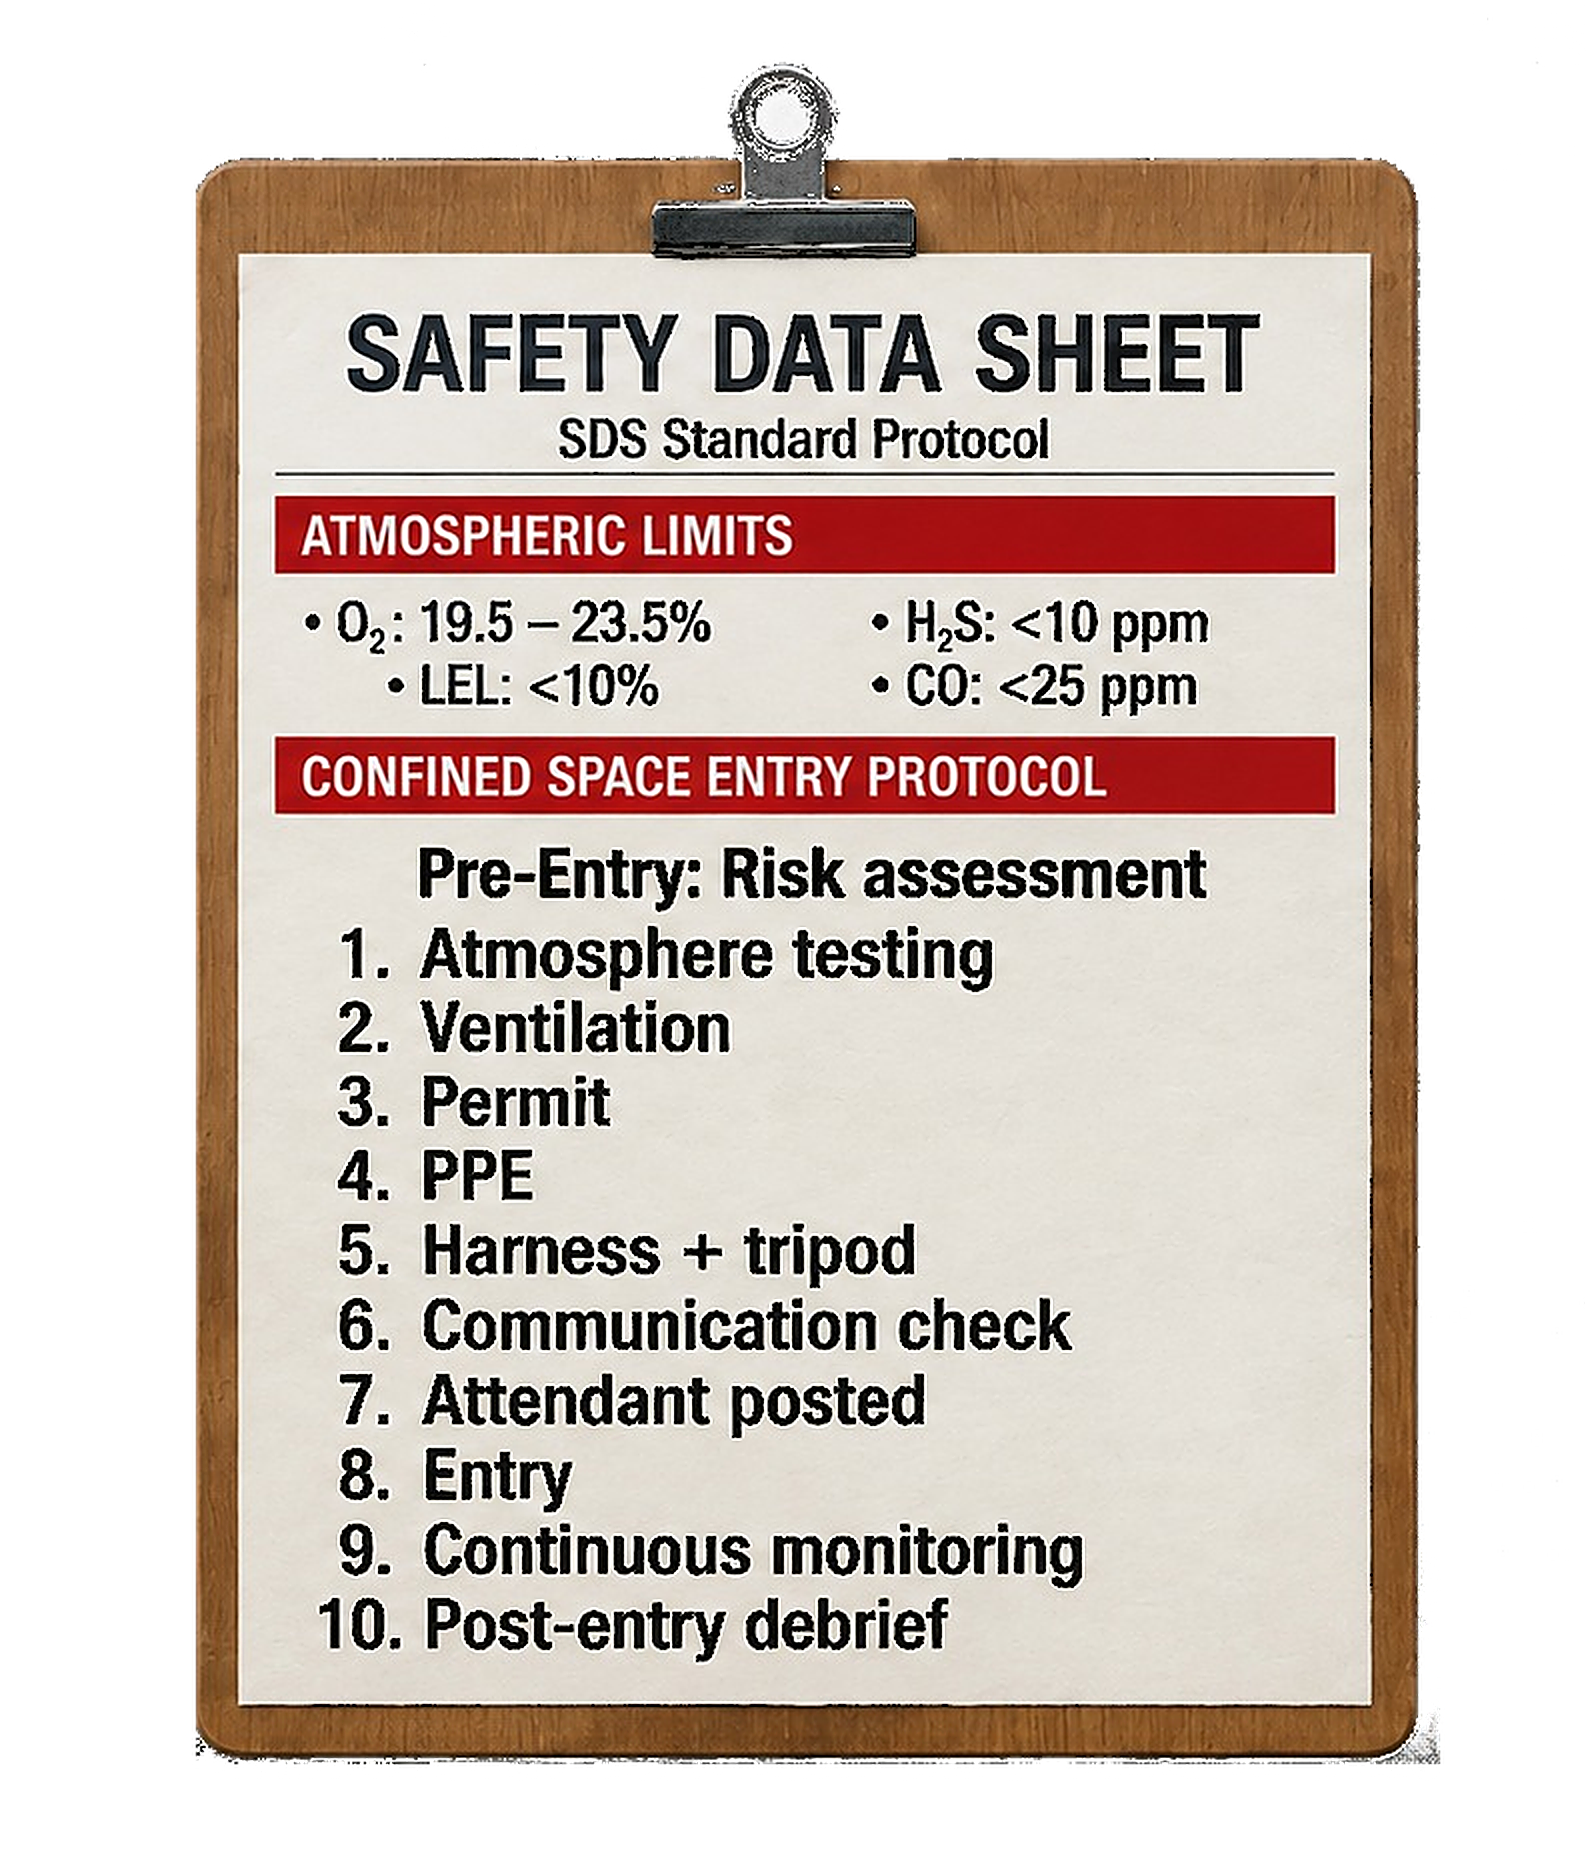 SAFETY DATA SHEET
SDS Standard Protocol
ATMOSPHERIC LIMITS
• O₂: 19.5 – 23.5%
• H₂S: <10 ppm
• LEL: <10%
• CO: <25 ppm
CONFINED SPACE ENTRY PROTOCOL
Pre-Entry: Risk assessment
1. Atmosphere testing
2. Ventilation
3. Permit
4. PPE
5. Harness + tripod
6. Communication check
7. Attendant posted
8. Entry
9. Continuous monitoring
10. Post-entry debrief